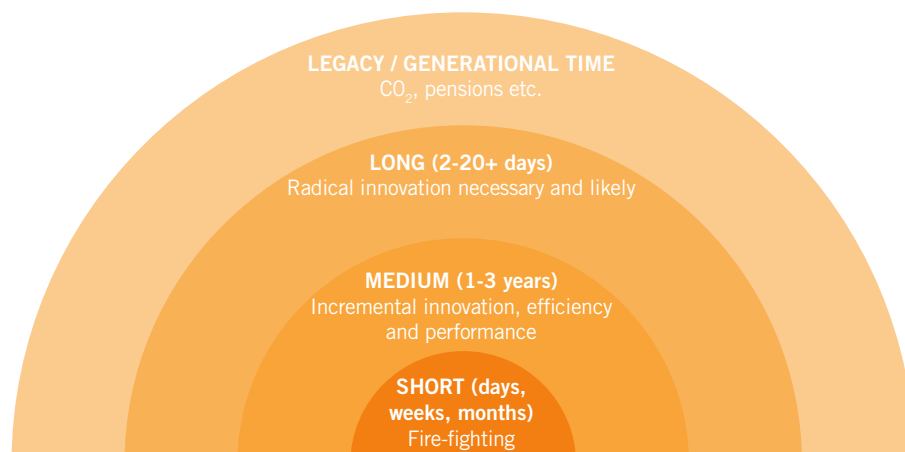 LEGACY / GENERATIONAL TIME
CO₂, pensions etc.
LONG (2-20+ days)
Radical innovation necessary and likely
MEDIUM (1-3 years)
Incremental innovation, efficiency
and performance
SHORT (days,
weeks, months)
Fire-fighting